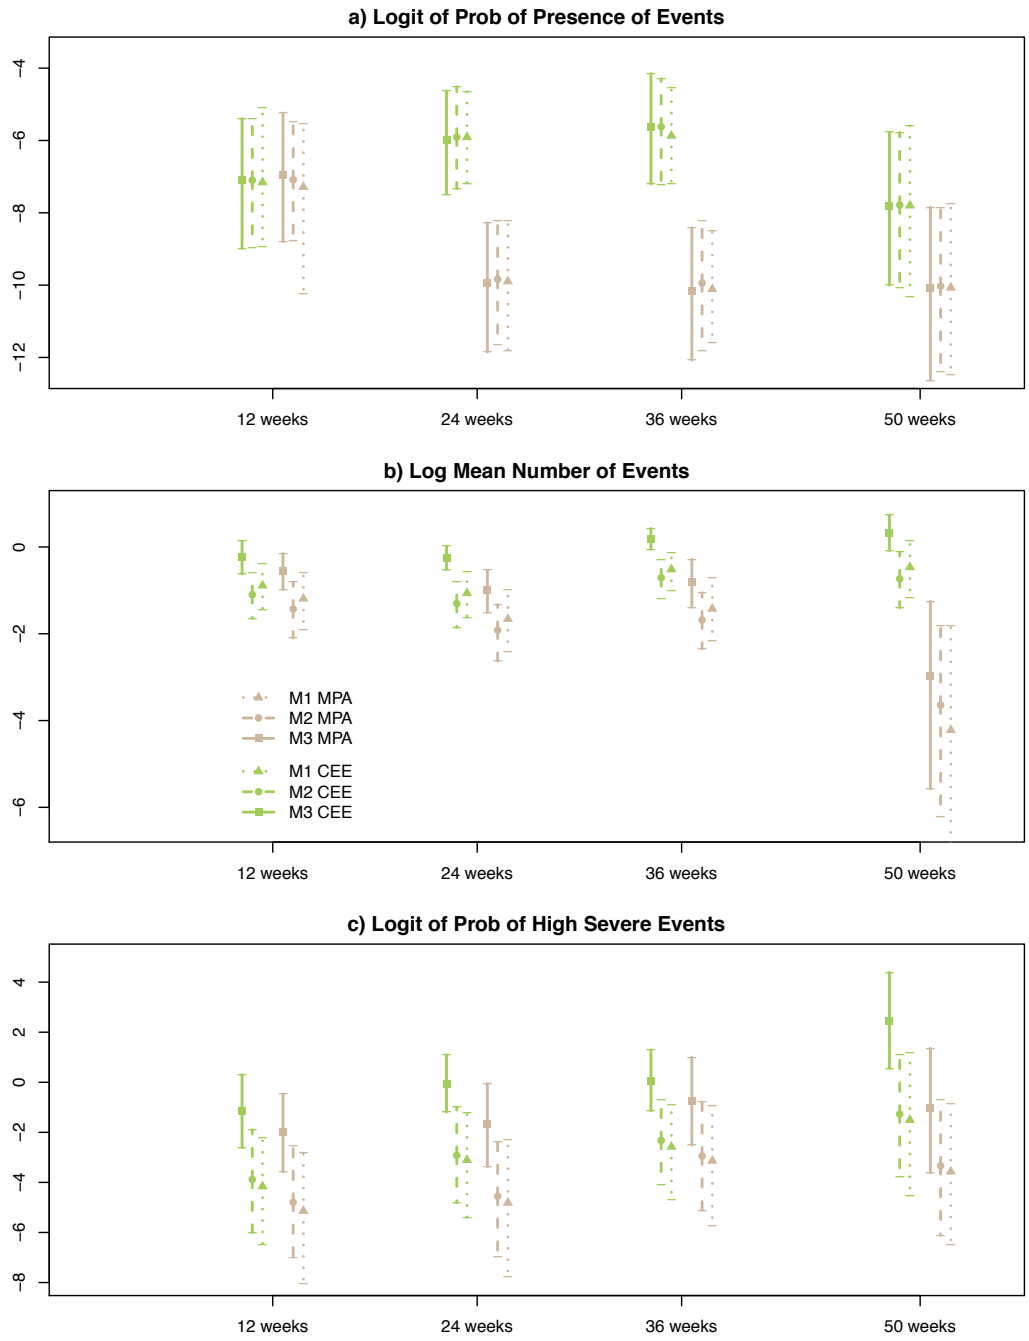 a) Logit of Prob of Presence of Events
−4
−6
−8
−10
−12
12 weeks 24 weeks 36 weeks 50 weeks
b) Log Mean Number of Events
0
−2
−4
−6
M1 MPA
M2 MPA
M3 MPA
M1 CEE
M2 CEE
M3 CEE
12 weeks 24 weeks 36 weeks 50 weeks
c) Logit of Prob of High Severe Events
4
2
0
−2
−4
−6
−8
12 weeks 24 weeks 36 weeks 50 weeks